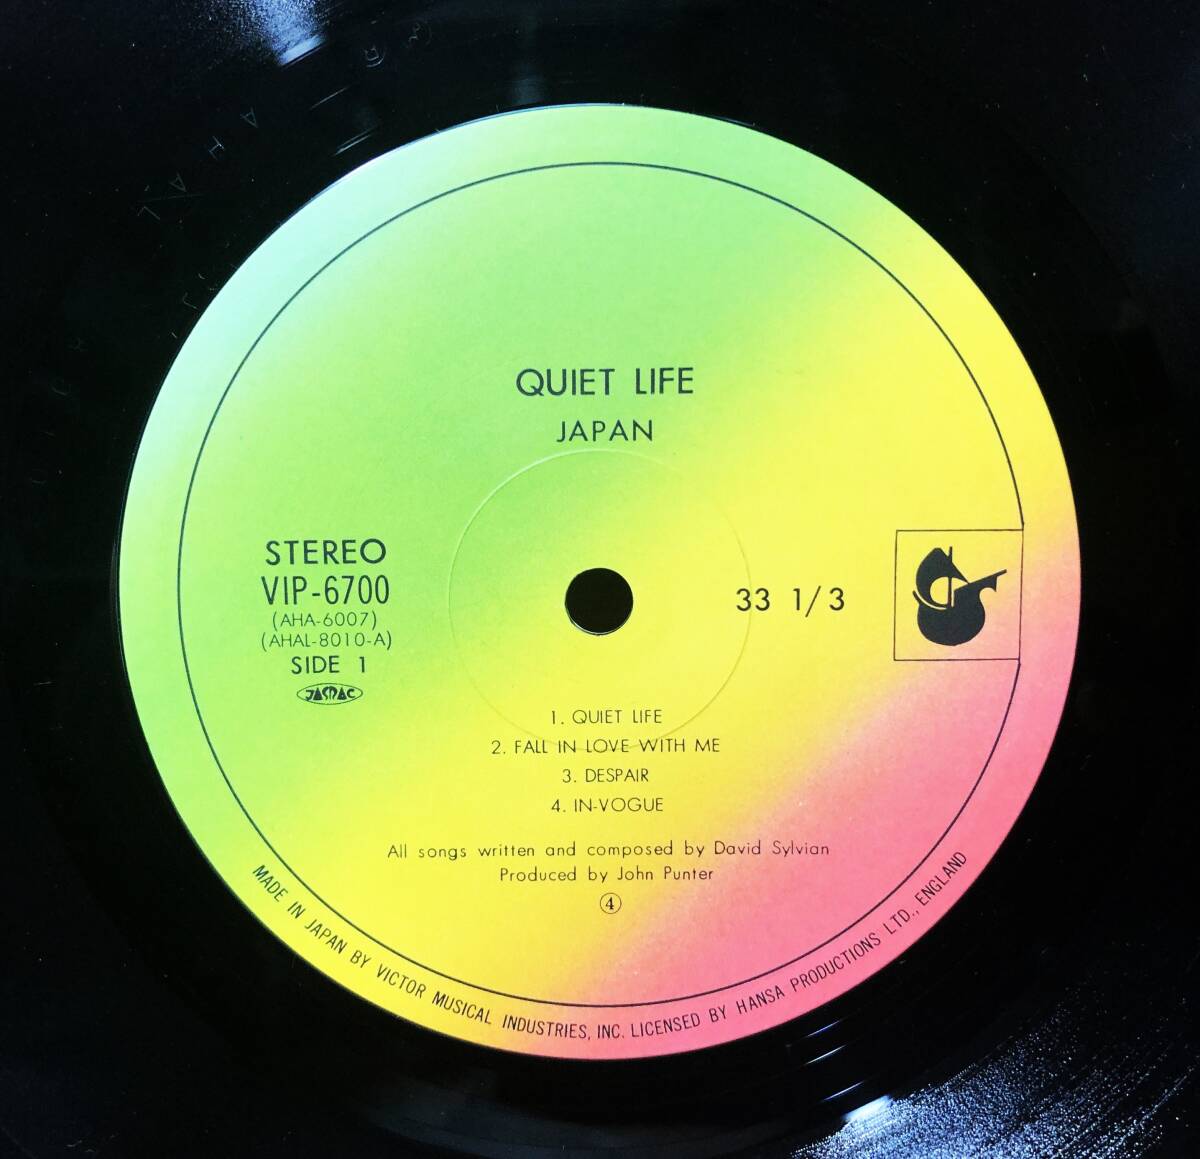 QUIET LIFE
JAPAN
STEREO
VIP-6700
(AHA-6007)
(AHAL-8010-A)
SIDE 1
JASRAC
33 1/3
1. QUIET LIFE
2. FALL IN LOVE WITH ME
3. DESPAIR
4. IN-VOGUE
All songs written and composed by David Sylvian
Produced by John Punter
④
MADE IN JAPAN BY VICTOR MUSICAL INDUSTRIES, INC. LICENSED BY HANSA PRODUCTIONS LTD., ENGLAND